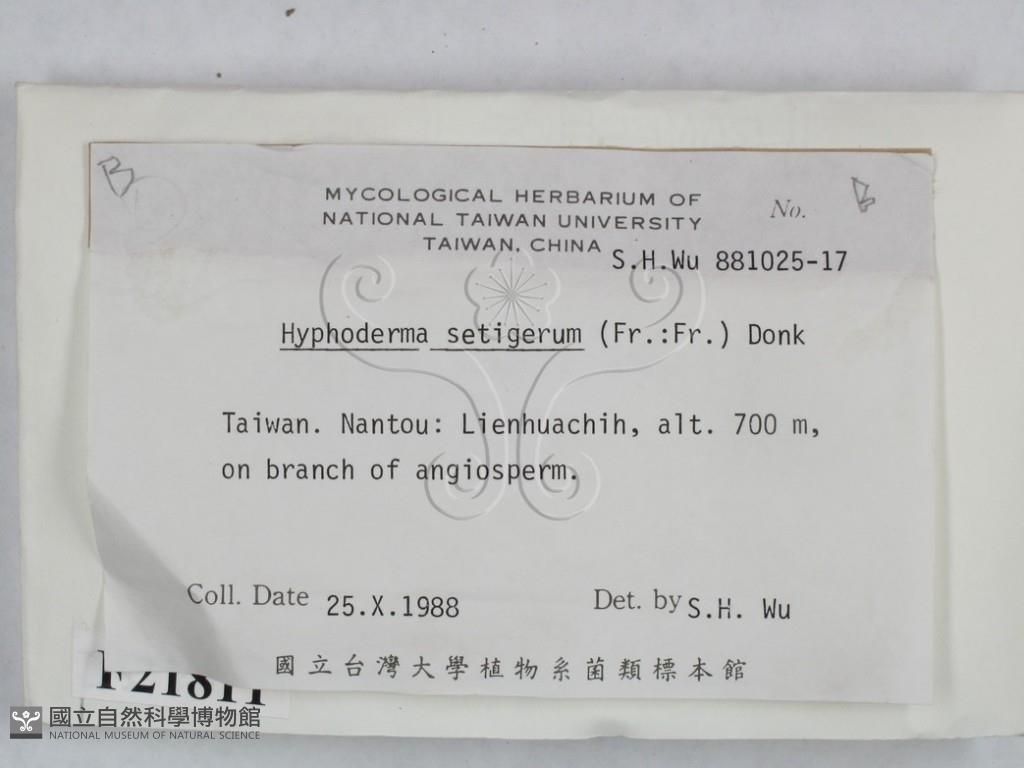 B
B
MYCOLOGICAL HERBARIUM OF
NATIONAL TAIWAN UNIVERSITY
TAIWAN, CHINA
No.
S.H.Wu 881025-17
Hyphoderma setigerum (Fr.:Fr.) Donk
Taiwan. Nantou: Lienhuachih, alt. 700 m,
on branch of angiosperm.
Coll. Date 25.X.1988
Det. by S.H. Wu
國立台灣大學植物系菌類標本館
國立自然科學博物館
NATIONAL MUSEUM OF NATURAL SCIENCE